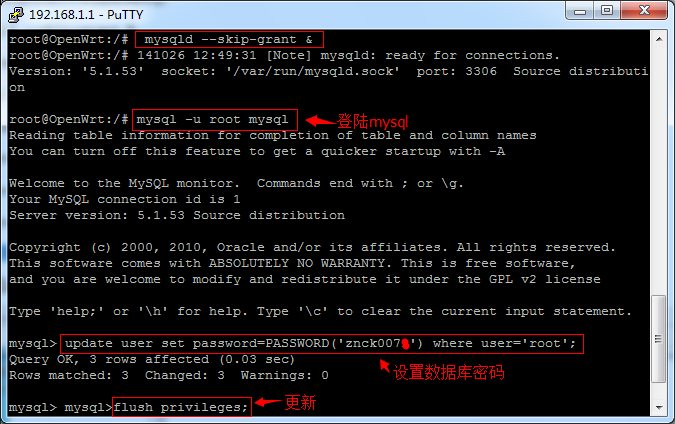 192.168.1.1 - PuTTY
root@OpenWrt:/# mysqld --skip-grant &
root@OpenWrt:/# 141026 12:49:31 [Note] mysqld: ready for connections.
Version: '5.1.53'  socket: '/var/run/mysqld.sock'  port: 3306  Source distributi
on
root@OpenWrt:/# mysql -u root mysql
登陆mysql
Reading table information for completion of table and column names
You can turn off this feature to get a quicker startup with -A
Welcome to the MySQL monitor.  Commands end with ; or \g.
Your MySQL connection id is 1
Server version: 5.1.53 Source distribution
Copyright (c) 2000, 2010, Oracle and/or its affiliates. All rights reserved.
This software comes with ABSOLUTELY NO WARRANTY. This is free software,
and you are welcome to modify and redistribute it under the GPL v2 license
Type 'help;' or '\h' for help. Type '\c' to clear the current input statement.
mysql> update user set password=PASSWORD('znck007') where user='root';
Query OK, 3 rows affected (0.03 sec)
设置数据库密码
Rows matched: 3  Changed: 3  Warnings: 0
mysql> mysql>flush privileges;
更新